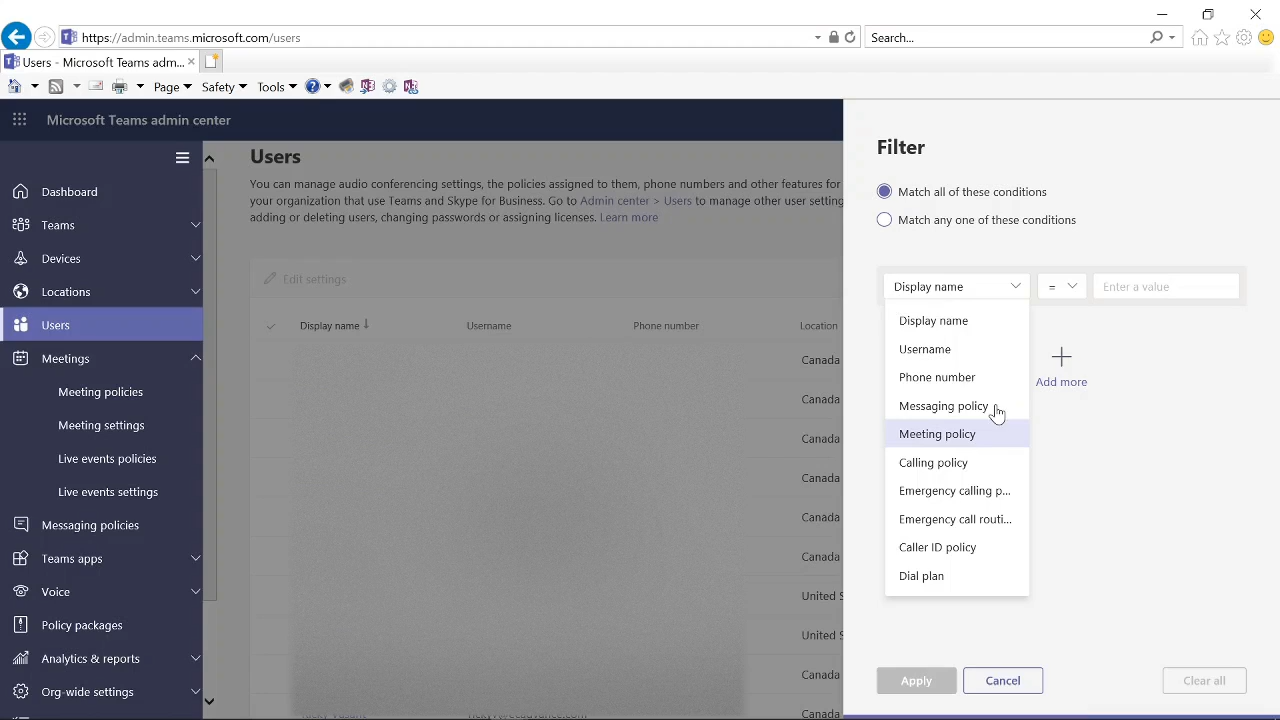 https://admin.teams.microsoft.com/users
Search...
Users - Microsoft Teams adm...
Page
Safety
Tools
Microsoft Teams admin center
Dashboard
Teams
Devices
Locations
Users
Meetings
Meeting policies
Meeting settings
Live events policies
Live events settings
Messaging policies
Teams apps
Voice
Policy packages
Analytics & reports
Org-wide settings
Users
You can manage audio conferencing settings, the policies assigned to them, phone numbers and other features for
your organization that use Teams and Skype for Business. Go to Admin center > Users to manage other user setting
adding or deleting users, changing passwords or assigning licenses. Learn more
Edit settings
Display name Username Phone number Location
Canada
Canada
Canada
Canada
Canada
Canada
United S
United S
Canada
Canada
Filter
Match all of these conditions
Match any one of these conditions
Display name = Enter a value
Display name
Username
Phone number
Messaging policy
Meeting policy
Calling policy
Emergency calling p...
Emergency call routi...
Caller ID policy
Dial plan
Add more
Apply
Cancel
Clear all